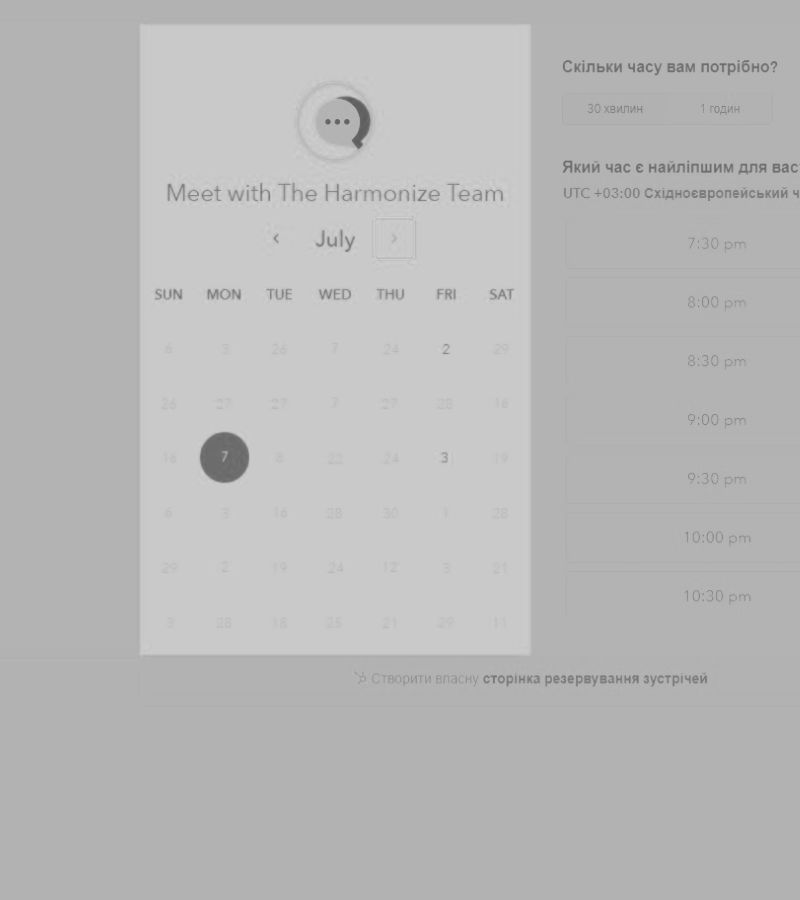 Meet with The Harmonize Team
July
SUN MON TUE WED THU FRI SAT
6 3 26 7 24 2 29
26 27 27 7 27 28 16
18 7 8 22 24 3 19
6 3 16 28 30 1 28
29 2 19 24 12 3 21
3 28 18 25 21 29 11
Скільки часу вам потрібно?
30 хвилин 1 годин
Який час є найліпшим для вас
UTC +03:00 Східноєвропейський ч
7:30 pm
8:00 pm
8:30 pm
9:00 pm
9:30 pm
10:00 pm
10:30 pm
Створити власну сторінка резервування зустрічей